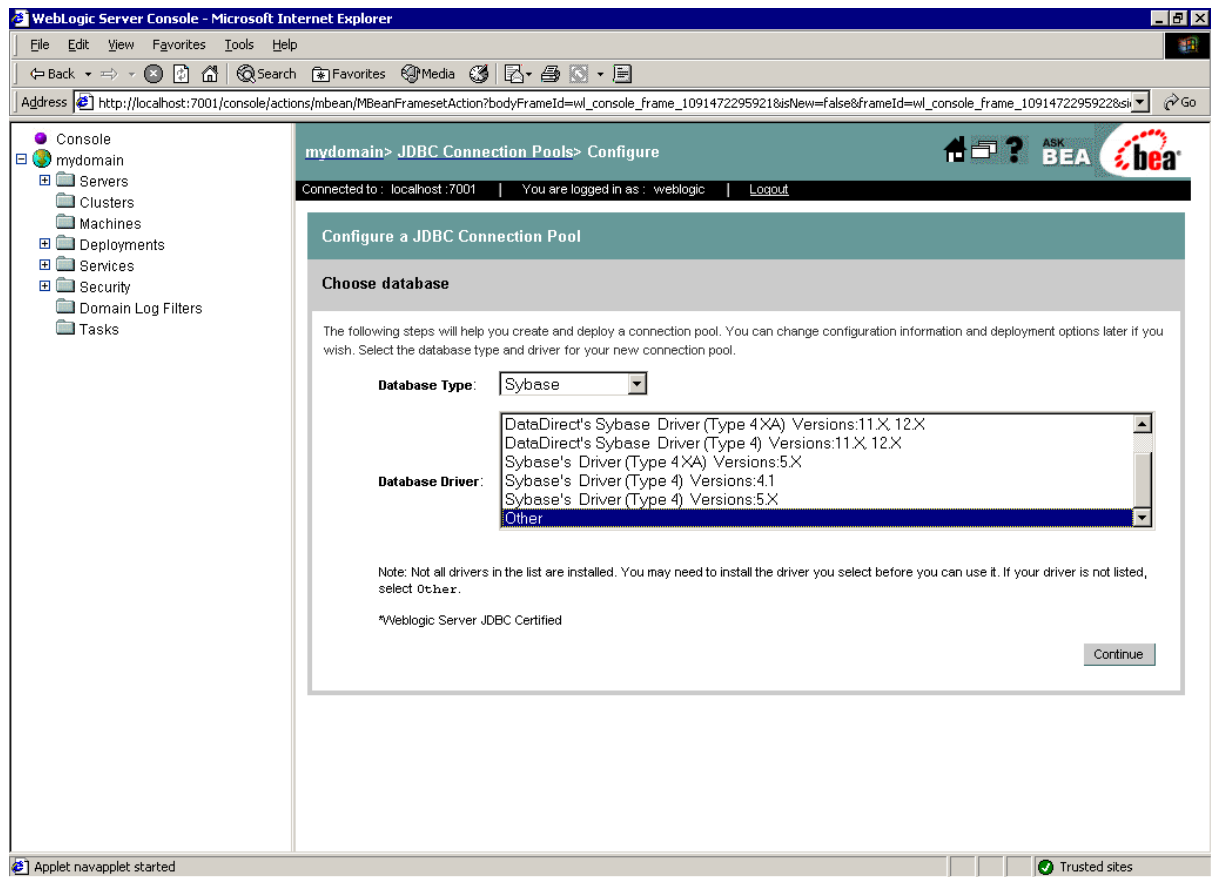 WebLogic Server Console - Microsoft Internet Explorer
File Edit View Favorites Tools Help
Back Search Favorites Media
Address http://localhost:7001/console/actions/mbean/MBeanFramesetAction?bodyFrameId=wl_console_frame_1091472295921&isNew=false&frameId=wl_console_frame_1091472295922&si Go
Console
mydomain
Servers
Clusters
Machines
Deployments
Services
Security
Domain Log Filters
Tasks
mydomain> JDBC Connection Pools> Configure
? ASK BEA bea
Connected to : localhost :7001 | You are logged in as : weblogic | Logout
Configure a JDBC Connection Pool
Choose database
The following steps will help you create and deploy a connection pool. You can change configuration information and deployment options later if you
wish. Select the database type and driver for your new connection pool.
Database Type: Sybase
Database Driver:
DataDirect's Sybase Driver (Type 4 XA) Versions:11.X, 12.X
DataDirect's Sybase Driver (Type 4) Versions:11.X, 12.X
Sybase's Driver (Type 4 XA) Versions:5.X
Sybase's Driver (Type 4) Versions:4.1
Sybase's Driver (Type 4) Versions:5.X
Other
Note: Not all drivers in the list are installed. You may need to install the driver you select before you can use it. If your driver is not listed,
select Other.
*Weblogic Server JDBC Certified
Continue
Applet navapplet started
Trusted sites